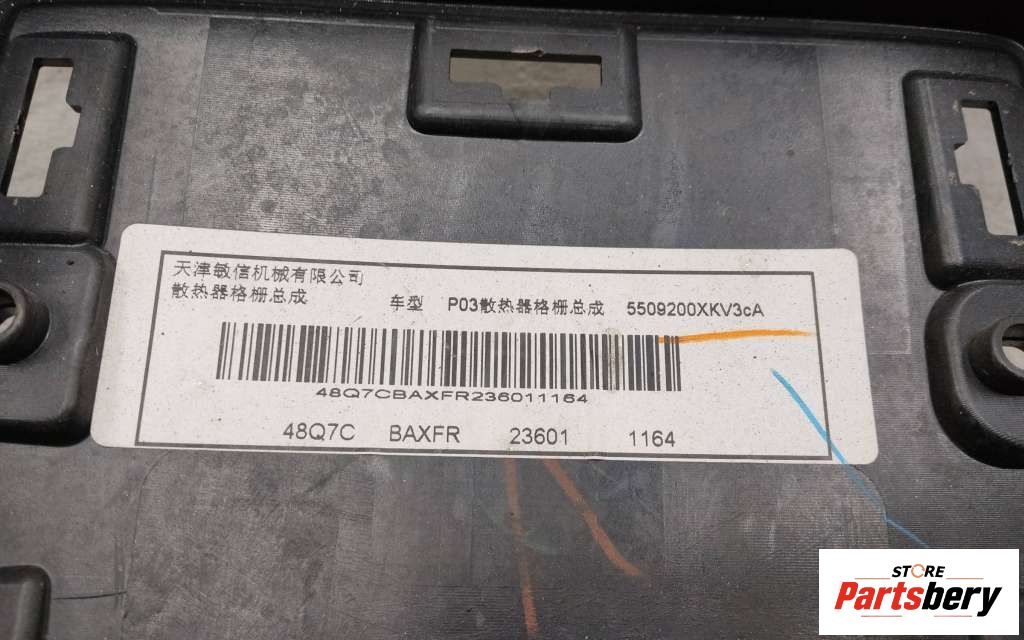 天津敏信机械有限公司
散热器格栅总成
车型 P03散热器格栅总成 5509200XKV3cA
48Q7CBAXFR236011164
48Q7C BAXFR 23601 1164
STORE
Partsbery